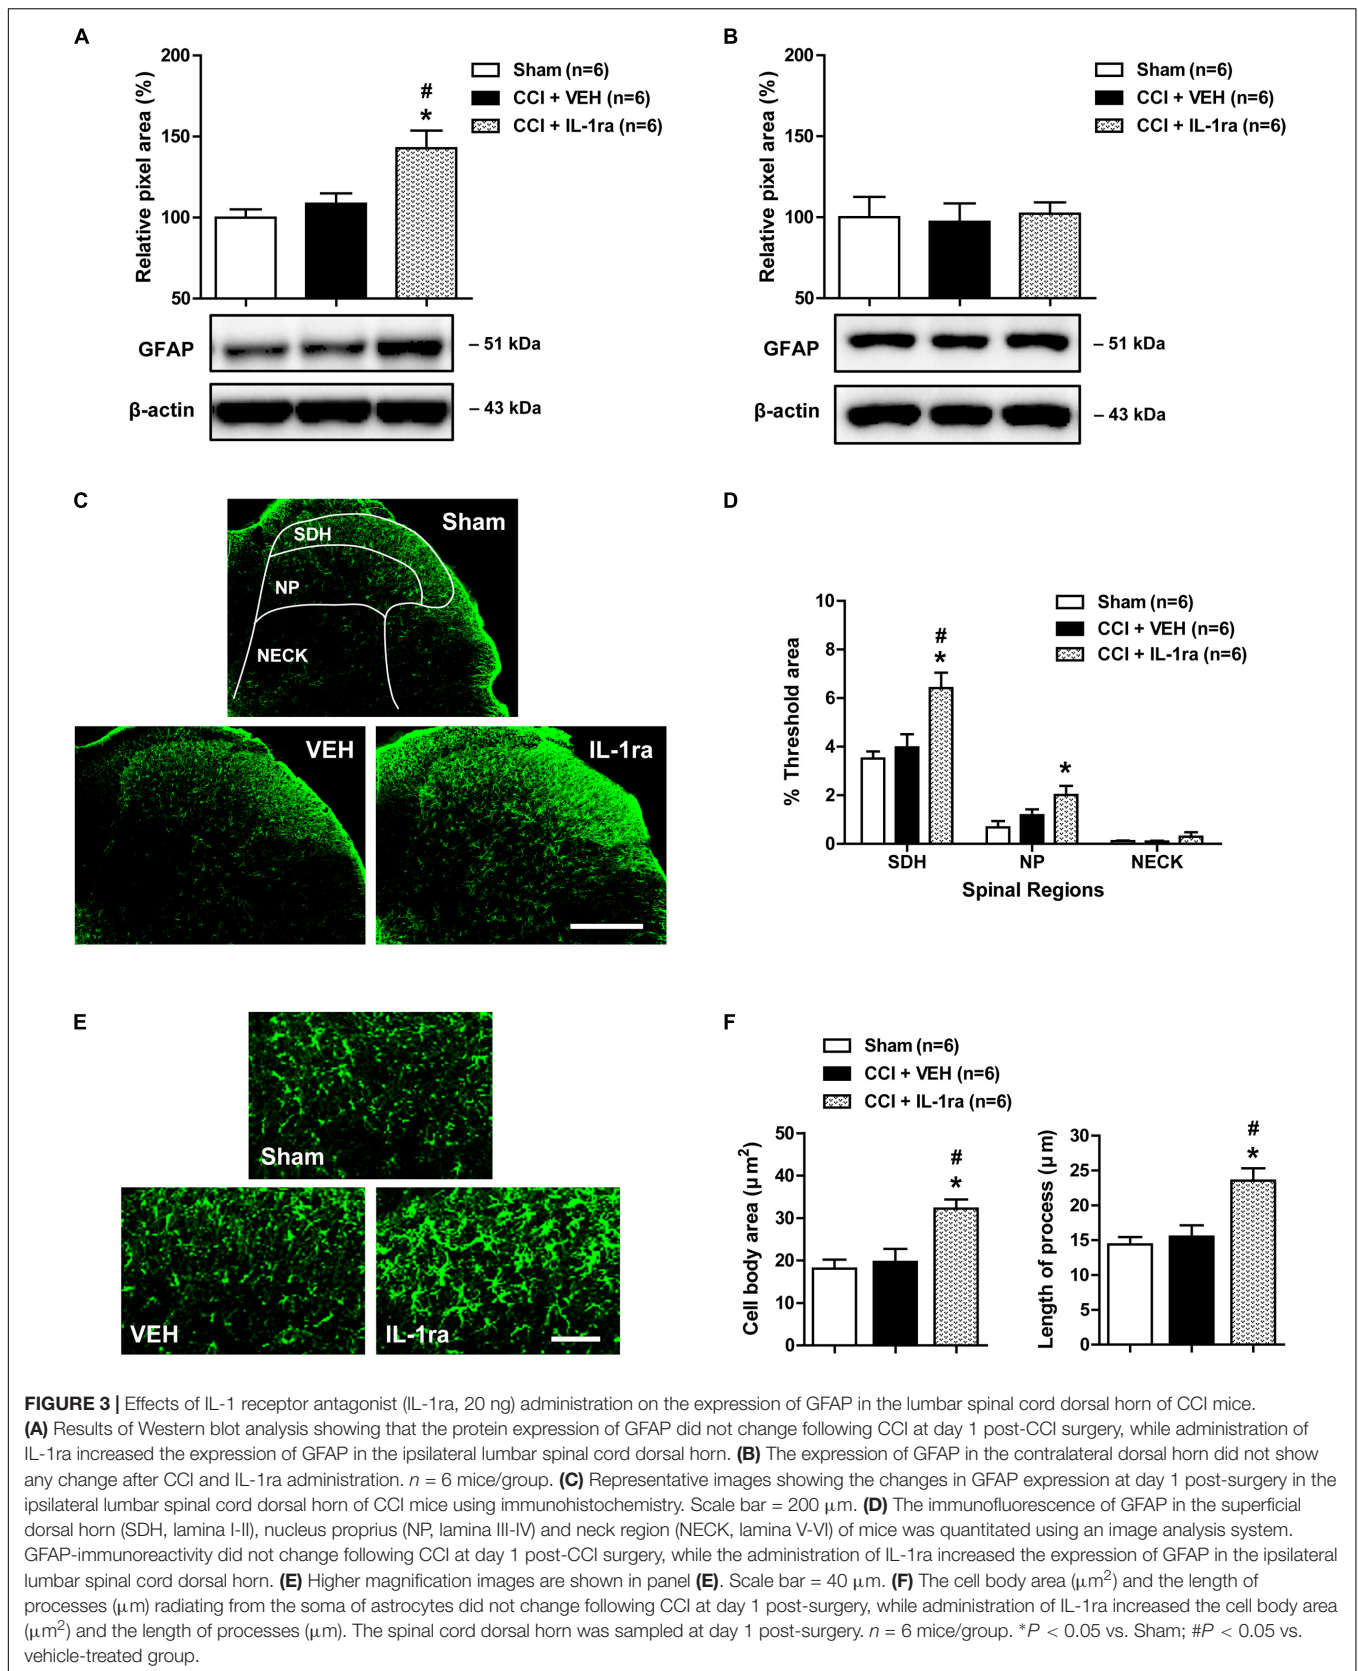 A
200
150
100
50
Relative pixel area (%)
Sham (n=6)
CCI + VEH (n=6)
CCI + IL-1ra (n=6)
#
*
GFAP
– 51 kDa
β-actin
– 43 kDa
B
200
150
100
50
Relative pixel area (%)
Sham (n=6)
CCI + VEH (n=6)
CCI + IL-1ra (n=6)
GFAP
– 51 kDa
β-actin
– 43 kDa
C
Sham
SDH
NP
NECK
VEH
IL-1ra
D
10
8
6
4
2
0
% Threshold area
Sham (n=6)
CCI + VEH (n=6)
CCI + IL-1ra (n=6)
#
*
*
SDH NP NECK
Spinal Regions
E
Sham
VEH
IL-1ra
F
Sham (n=6)
CCI + VEH (n=6)
CCI + IL-1ra (n=6)
50
40
30
20
10
0
Cell body area (μm²)
#
*
30
25
20
15
10
5
0
Length of process (μm)
#
*
FIGURE 3 | Effects of IL-1 receptor antagonist (IL-1ra, 20 ng) administration on the expression of GFAP in the lumbar spinal cord dorsal horn of CCI mice.
(A) Results of Western blot analysis showing that the protein expression of GFAP did not change following CCI at day 1 post-CCI surgery, while administration of
IL-1ra increased the expression of GFAP in the ipsilateral lumbar spinal cord dorsal horn. (B) The expression of GFAP in the contralateral dorsal horn did not show
any change after CCI and IL-1ra administration. n = 6 mice/group. (C) Representative images showing the changes in GFAP expression at day 1 post-surgery in the
ipsilateral lumbar spinal cord dorsal horn of CCI mice using immunohistochemistry. Scale bar = 200 μm. (D) The immunofluorescence of GFAP in the superficial
dorsal horn (SDH, lamina I-II), nucleus proprius (NP, lamina III-IV) and neck region (NECK, lamina V-VI) of mice was quantitated using an image analysis system.
GFAP-immunoreactivity did not change following CCI at day 1 post-CCI surgery, while the administration of IL-1ra increased the expression of GFAP in the ipsilateral
lumbar spinal cord dorsal horn. (E) Higher magnification images are shown in panel (E). Scale bar = 40 μm. (F) The cell body area (μm²) and the length of
processes (μm) radiating from the soma of astrocytes did not change following CCI at day 1 post-surgery, while administration of IL-1ra increased the cell body area
(μm²) and the length of processes (μm). The spinal cord dorsal horn was sampled at day 1 post-surgery. n = 6 mice/group. *P < 0.05 vs. Sham; #P < 0.05 vs.
vehicle-treated group.